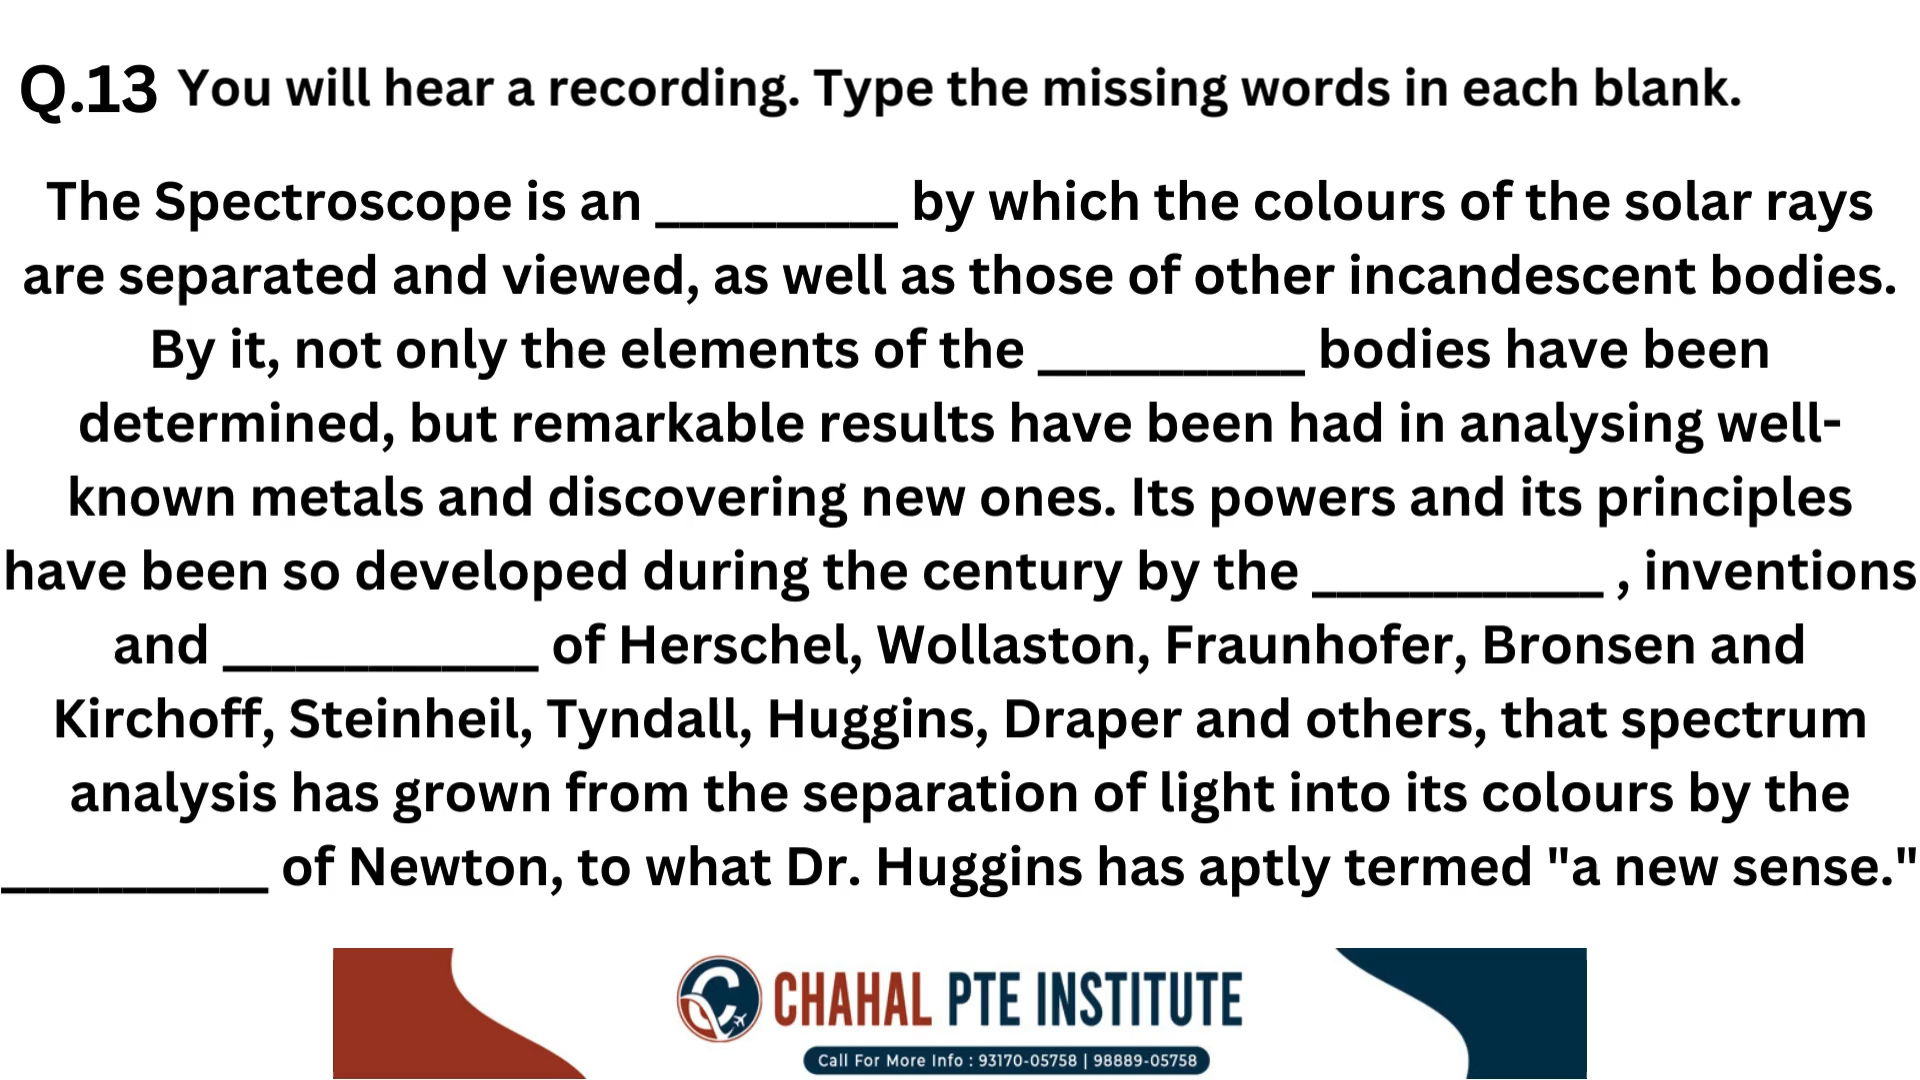 Q.13 You will hear a recording. Type the missing words in each blank.
The Spectroscope is an __________ by which the colours of the solar rays
are separated and viewed, as well as those of other incandescent bodies.
By it, not only the elements of the ___________ bodies have been
determined, but remarkable results have been had in analysing well-
known metals and discovering new ones. Its powers and its principles
have been so developed during the century by the ____________ , inventions
and _____________ of Herschel, Wollaston, Fraunhofer, Bronsen and
Kirchoff, Steinheil, Tyndall, Huggins, Draper and others, that spectrum
analysis has grown from the separation of light into its colours by the
___________ of Newton, to what Dr. Huggins has aptly termed "a new sense."
CHAHAL PTE INSTITUTE
Call For More Info : 93170-05758 | 98889-05758